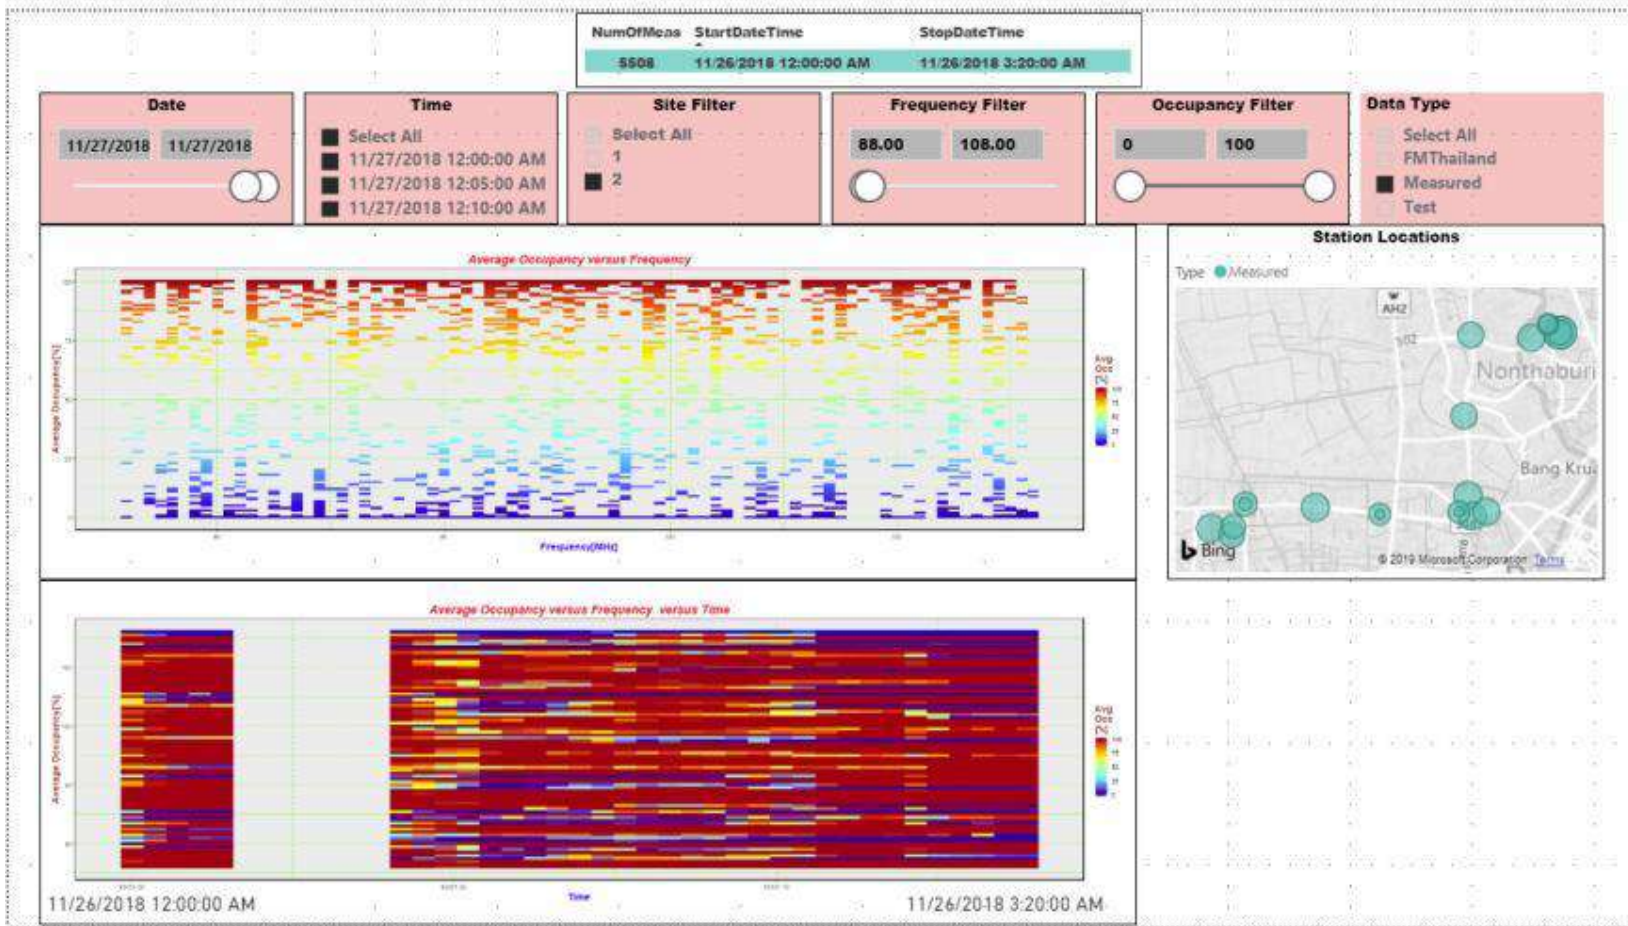 NumOfMeas StartDateTime StopDateTime
5508 11/26/2018 12:00:00 AM 11/26/2018 3:20:00 AM
Date
11/27/2018 11/27/2018
Time
Select All
11/27/2018 12:00:00 AM
11/27/2018 12:05:00 AM
11/27/2018 12:10:00 AM
Site Filter
Select All
1
2
Frequency Filter
88.00 108.00
Occupancy Filter
0 100
Data Type
Select All
FMThailand
Measured
Test
Average Occupancy versus Frequency
Average Occupancy[%]
Frequency[MHz]
Avg
Occ
Station Locations
Type Measured
AH2
Nonthaburi
Bing
© 2019 Microsoft Corporation Terms
Average Occupancy versus Frequency versus Time
Average Occupancy[%]
Time
Avg
Occ
11/26/2018 12:00:00 AM 11/26/2018 3:20:00 AM